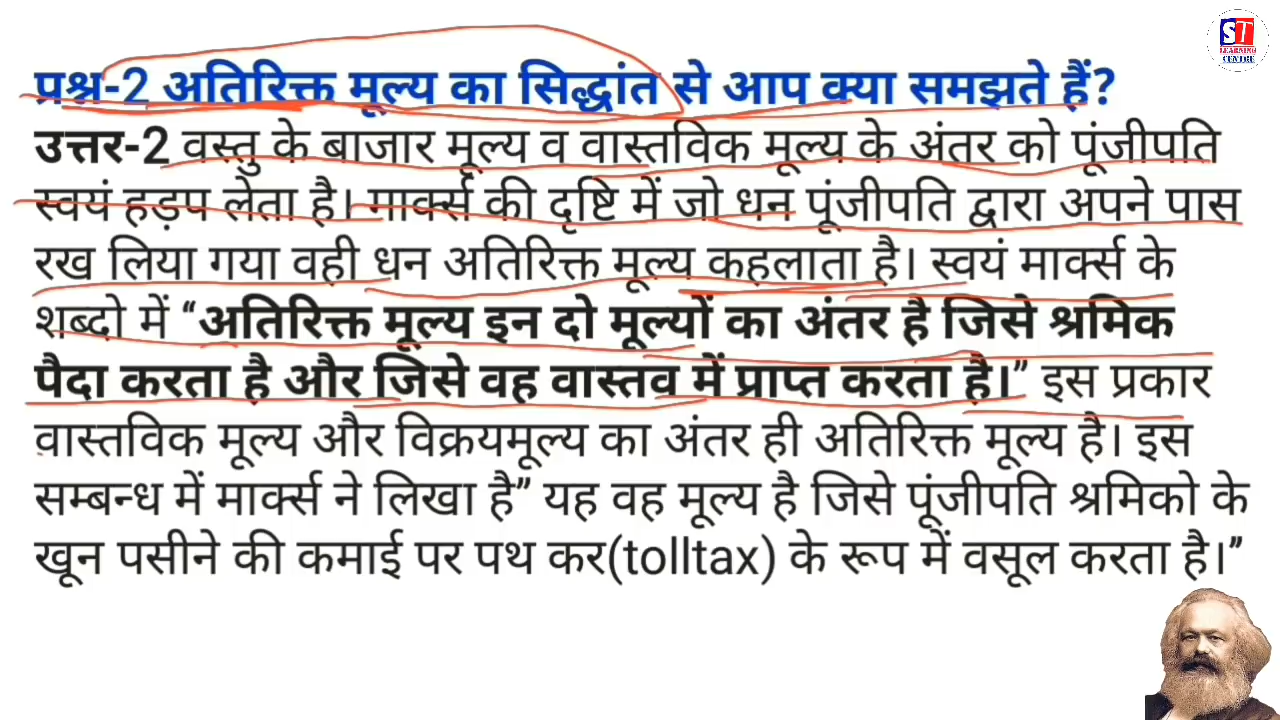 ST
LEARNING
CENTRE
प्रश्न-2 अतिरिक्त मूल्य का सिद्धांत से आप क्या समझते हैं?
उत्तर-2 वस्तु के बाजार मूल्य व वास्तविक मूल्य के अंतर को पूंजीपति
स्वयं हड़प लेता है। मार्क्स की दृष्टि में जो धन पूंजीपति द्वारा अपने पास
रख लिया गया वही धन अतिरिक्त मूल्य कहलाता है। स्वयं मार्क्स के
शब्दो में “अतिरिक्त मूल्य इन दो मूल्यों का अंतर है जिसे श्रमिक
पैदा करता है और जिसे वह वास्तव में प्राप्त करता है।” इस प्रकार
वास्तविक मूल्य और विक्रयमूल्य का अंतर ही अतिरिक्त मूल्य है। इस
सम्बन्ध में मार्क्स ने लिखा है” यह वह मूल्य है जिसे पूंजीपति श्रमिको के
खून पसीने की कमाई पर पथ कर(tolltax) के रूप में वसूल करता है।”